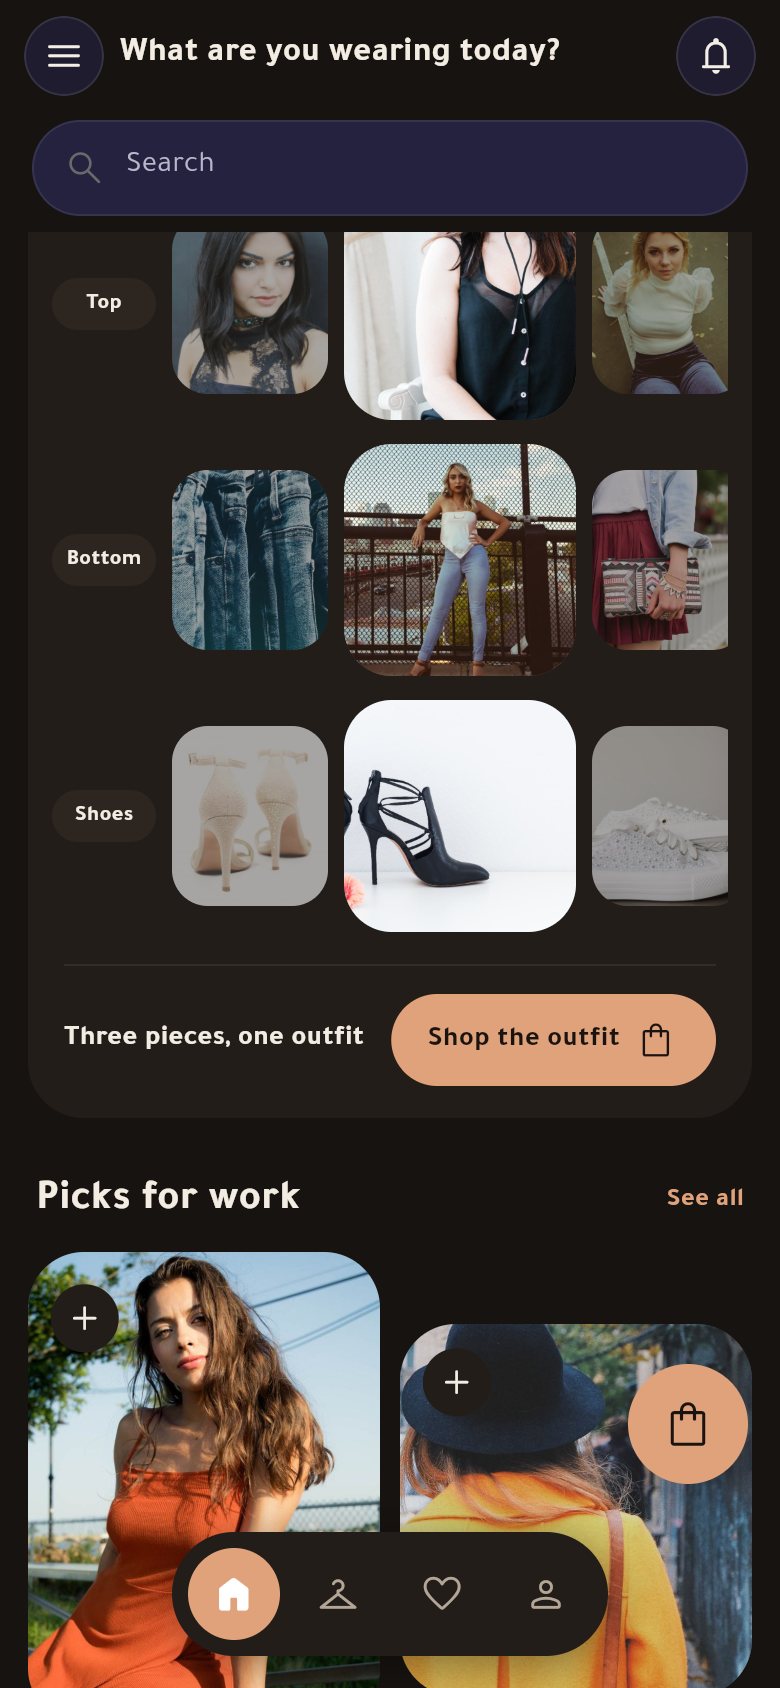 What are you wearing today?
Search
Top
Bottom
Shoes
Three pieces, one outfit
Shop the outfit
Picks for work
See all